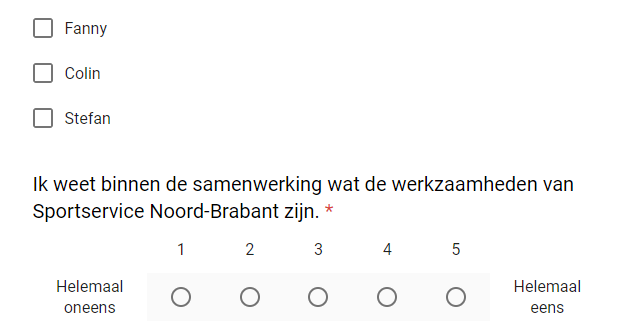 Fanny
Colin
Stefan
Ik weet binnen de samenwerking wat de werkzaamheden van
Sportservice Noord-Brabant zijn. *
1 2 3 4 5
Helemaal
oneens
Helemaal
eens